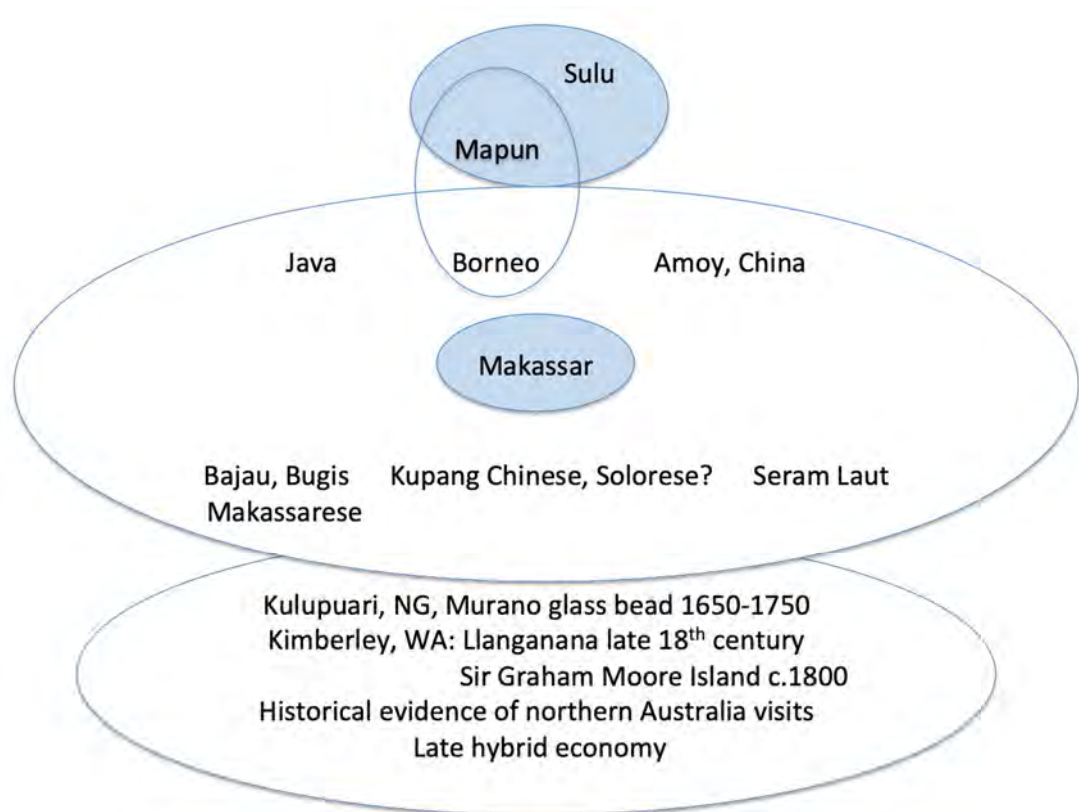 Sulu
Mapun
Java Borneo Amoy, China
Makassar
Bajau, Bugis Kupang Chinese, Solorese? Seram Laut
Makassarese
Kulupuari, NG, Murano glass bead 1650-1750
Kimberley, WA: Llanganana late 18th century
Sir Graham Moore Island c.1800
Historical evidence of northern Australia visits
Late hybrid economy